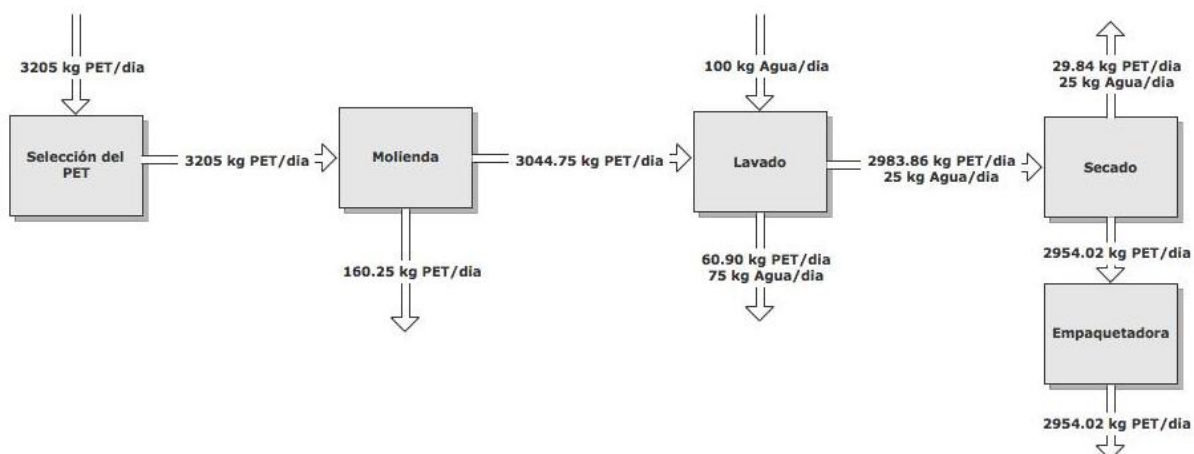 3205 kg PET/dia
Selección del
PET
3205 kg PET/dia
Molienda
160.25 kg PET/dia
3044.75 kg PET/dia
100 kg Agua/dia
Lavado
60.90 kg PET/dia
75 kg Agua/dia
2983.86 kg PET/dia
25 kg Agua/dia
29.84 kg PET/dia
25 kg Agua/dia
Secado
2954.02 kg PET/dia
Empaquetadora
2954.02 kg PET/dia